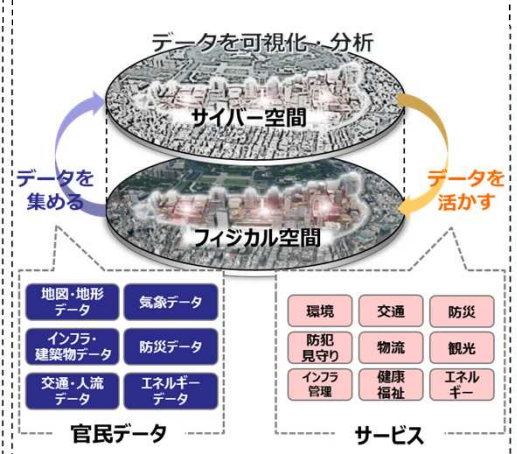 データを可視化・分析
サイバー空間
データを
集める
データを
活かす
フィジカル空間
地図・地形
データ
気象データ
インフラ・
建築物データ
防災データ
交通・人流
データ
エネルギー
データ
官民データ
環境
交通
防災
防犯
見守り
物流
観光
インフラ
管理
健康
福祉
エネル
ギー
サービス